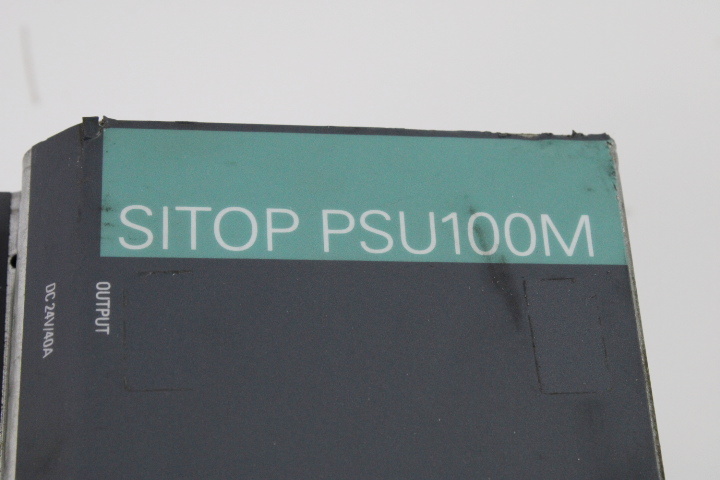 SITOP PSU100M
OUTPUT
DC 24V/40A